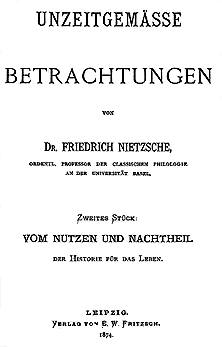 UNZEITGEMÄSSE
BETRACHTUNGEN
VON
DR. FRIEDRICH NIETZSCHE,
ORDENTL. PROFESSOR DER CLASSISCHEN PHILOLOGIE
AN DER UNIVERSITÄT BASEL.
ZWEITES STÜCK:
VOM NUTZEN UND NACHTHEIL
DER HISTORIE FÜR DAS LEBEN.
LEIPZIG.
VERLAG VON E. W. FRITZSCH.
1874.